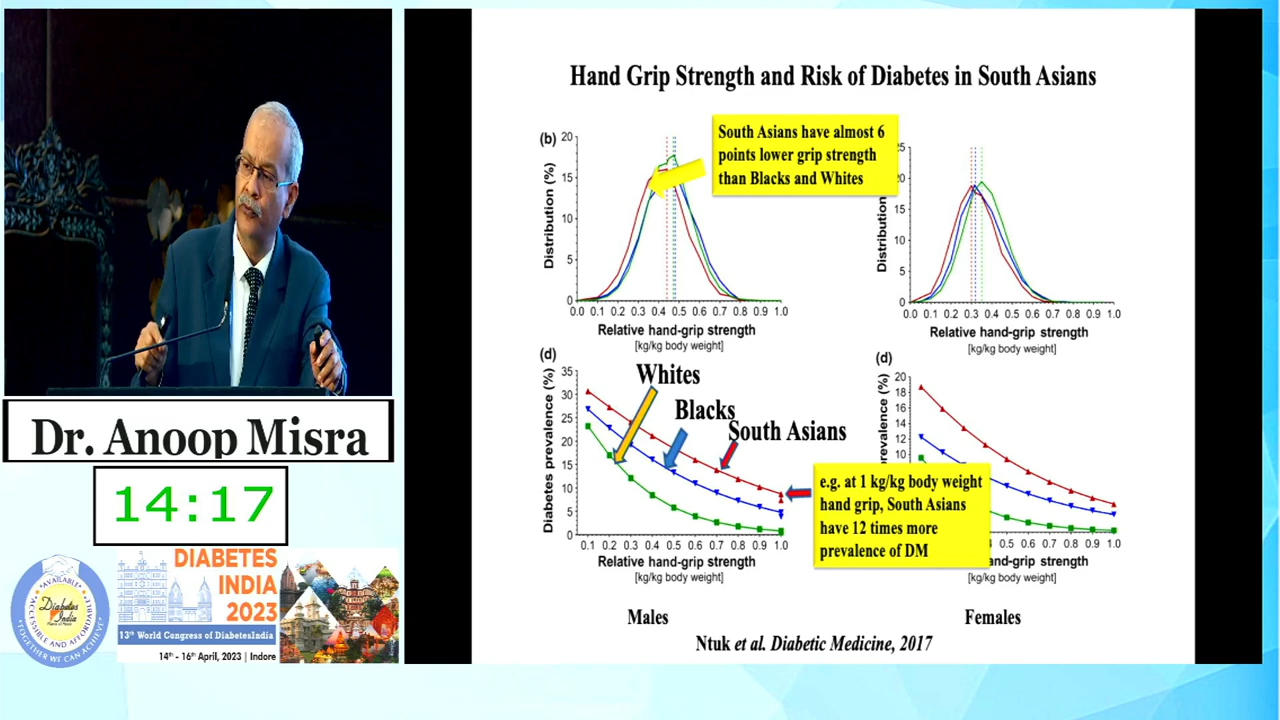 Hand Grip Strength and Risk of Diabetes in South Asians
(b)
20
15
10
5
0
Distribution (%)
South Asians have almost 6
points lower grip strength
than Blacks and Whites
0.0 0.1 0.2 0.3 0.4 0.5 0.6 0.7 0.8 0.9 1.0
Relative hand-grip strength
[kg/kg body weight]
25
20
15
10
5
0
Distribution
0.0 0.1 0.2 0.3 0.4 0.5 0.6 0.7 0.8 0.9 1.0
Relative hand-grip strength
[kg/kg body weight]
(d)
35
30
25
20
15
10
5
0
Diabetes prevalence (%)
Whites
Blacks
South Asians
0.1 0.2 0.3 0.4 0.5 0.6 0.7 0.8 0.9 1.0
Relative hand-grip strength
[kg/kg body weight]
Males
e.g. at 1 kg/kg body weight
hand grip, South Asians
have 12 times more
prevalence of DM
(d)
20
18
16
14
12
10
prevalence (%)
0.5 0.6 0.7 0.8 0.9 1.0
hand-grip strength
[kg/kg body weight]
Females
Ntuk et al. Diabetic Medicine, 2017
Dr. Anoop Misra
14:17
AVAILABLE
ACCESSIBLE AND AFFORDABLE
Diabetes
India
TOGETHER WE CAN ACHIEVE
DIABETES
INDIA
2023
13th World Congress of DiabetesIndia
14th - 16th April, 2023 | Indore